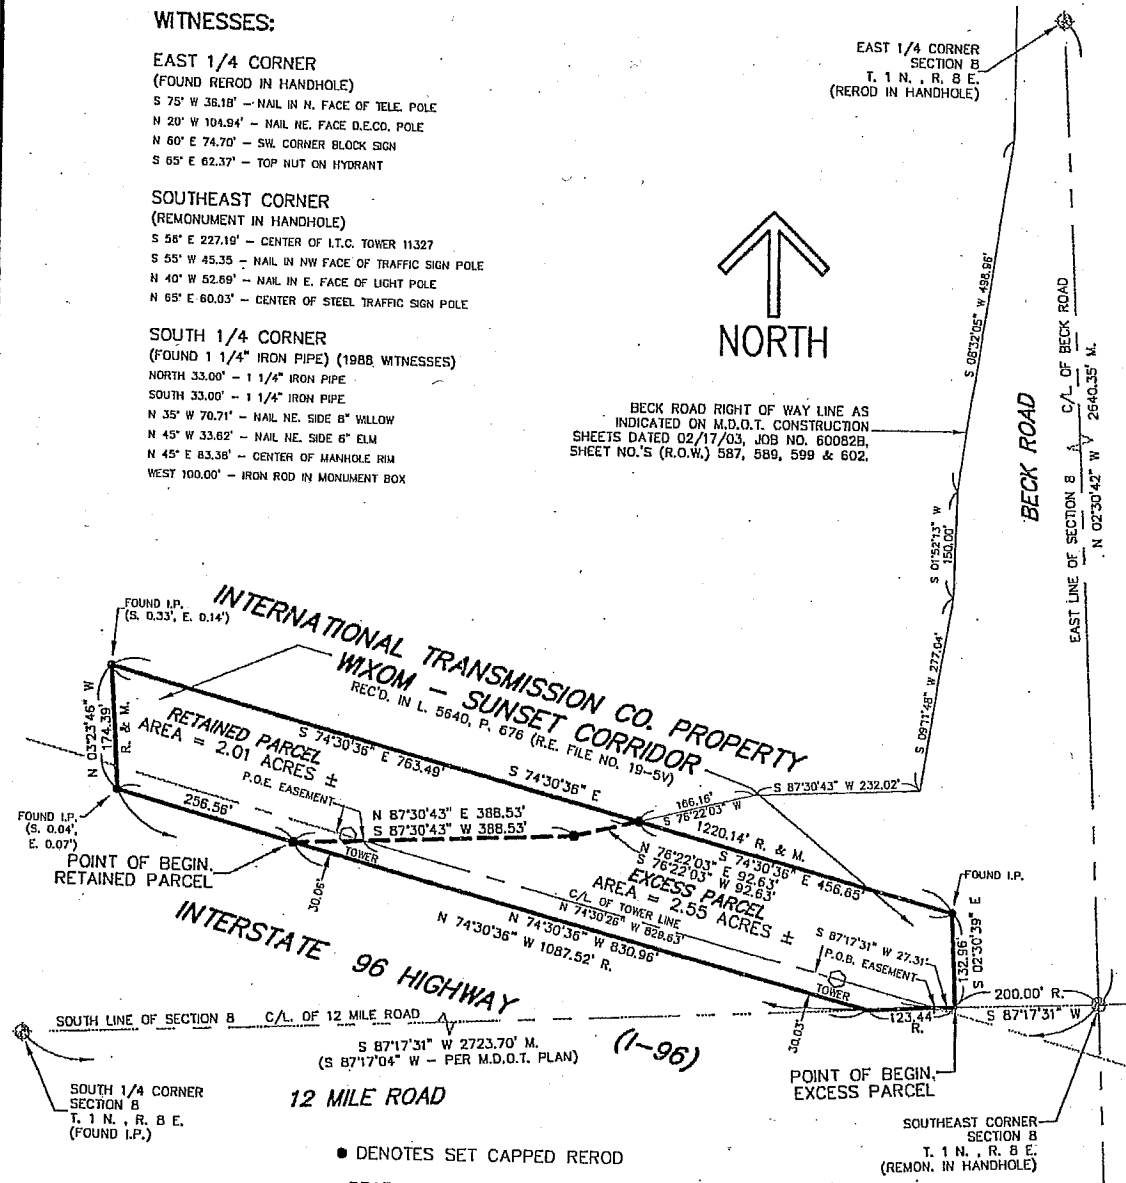 WITNESSES:
EAST 1/4 CORNER
(FOUND REROD IN HANDHOLE)
S 75° W 36.18' - NAIL IN N. FACE OF TELE. POLE
N 20° W 104.94' - NAIL NE. FACE D.E.CO. POLE
N 60° E 74.70' - SW. CORNER BLOCK SIGN
S 65° E 62.37' - TOP NUT ON HYDRANT
SOUTHEAST CORNER
(REMONUMENT IN HANDHOLE)
S 56° E 227.19' - CENTER OF I.T.C. TOWER 11327
S 55° W 45.35 - NAIL IN NW FACE OF TRAFFIC SIGN POLE
N 40° W 52.69' - NAIL IN E. FACE OF LIGHT POLE
N 65° E 60.03' - CENTER OF STEEL TRAFFIC SIGN POLE
SOUTH 1/4 CORNER
(FOUND 1 1/4" IRON PIPE) (1988 WITNESSES)
NORTH 33.00' - 1 1/4" IRON PIPE
SOUTH 33.00' - 1 1/4" IRON PIPE
N 35° W 70.71' - NAIL NE. SIDE 8" WILLOW
N 45° W 33.62' - NAIL NE. SIDE 6" ELM
N 45° E 83.38' - CENTER OF MANHOLE RIM
WEST 100.00' - IRON ROD IN MONUMENT BOX
EAST 1/4 CORNER
SECTION 8
T. 1 N. , R. 8 E.
(REROD IN HANDHOLE)
NORTH
BECK ROAD RIGHT OF WAY LINE AS
INDICATED ON M.D.O.T. CONSTRUCTION
SHEETS DATED 02/17/03, JOB NO. 60082B,
SHEET NO.'S (R.O.W.) 587, 589, 599 & 602.
S 08°32'05" W 498.96'
S 01°52'13" W
150.00'
S 09°11'48" W 277.04'
BECK ROAD
EAST LINE OF SECTION 8 C/L OF BECK ROAD
N 02°30'42" W 2640.35' M.
FOUND I.P.
(S. 0.33', E. 0.14')
INTERNATIONAL TRANSMISSION CO. PROPERTY
WIXOM - SUNSET CORRIDOR
REC'D. IN L. 5640, P. 676 (R.E. FILE NO. 19-5V)
N 03°23'46" W
174.39'
R. & M.
RETAINED PARCEL
AREA = 2.01 ACRES ±
P.O.E. EASEMENT
S 74°30'36" E 763.49'
S 74°30'36" E
1220.14' R. & M.
S 74°30'36" E 456.65'
166.16'
S 76°22'03" W
S 87°30'43" W 232.02'
256.56'
N 87°30'43" E 388.53'
S 87°30'43" W 388.53'
N 76°22'03" E 92.63'
S 76°22'03" W 92.63'
FOUND I.P.
(S. 0.04',
E. 0.07')
POINT OF BEGIN.
RETAINED PARCEL
TOWER
30.06'
EXCESS PARCEL
AREA = 2.55 ACRES ±
C/L OF TOWER LINE
N 74°30'26" W 829.63'
N 74°30'36" W 830.96'
N 74°30'36" W 1087.52' R.
FOUND I.P.
S 87°17'31" W 27.31'
P.O.B. EASEMENT
TOWER
30.03'
132.96'
S 02°30'39" E
123.44'
R.
200.00' R.
S 87°17'31" W
INTERSTATE 96 HIGHWAY
(I-96)
SOUTH LINE OF SECTION 8 C/L. OF 12 MILE ROAD
S 87°17'31" W 2723.70' M.
(S 87°17'04" W - PER M.D.O.T. PLAN)
12 MILE ROAD
SOUTH 1/4 CORNER
SECTION 8
T. 1 N. , R. 8 E.
(FOUND I.P.)
POINT OF BEGIN.
EXCESS PARCEL
SOUTHEAST CORNER
SECTION 8
T. 1 N. , R. 8 E.
(REMON. IN HANDHOLE)
● DENOTES SET CAPPED REROD